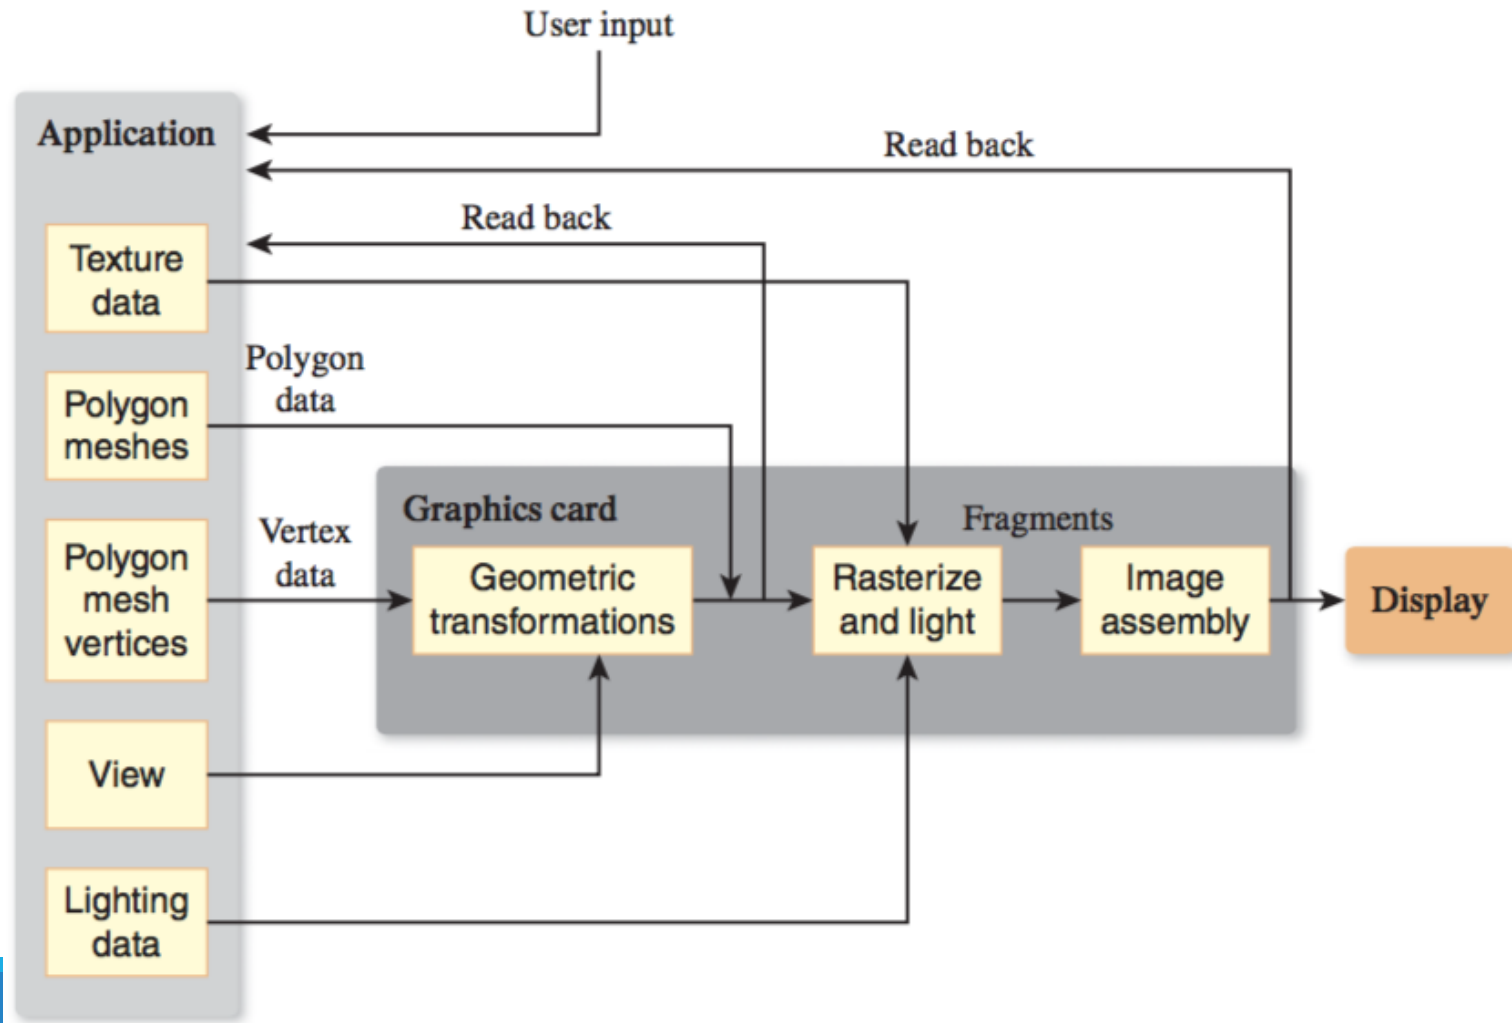 User input
Application
Read back
Read back
Texture
data
Polygon
data
Polygon
meshes
Graphics card
Vertex
data
Fragments
Polygon
mesh
vertices
Geometric
transformations
Rasterize
and light
Image
assembly
Display
View
Lighting
data